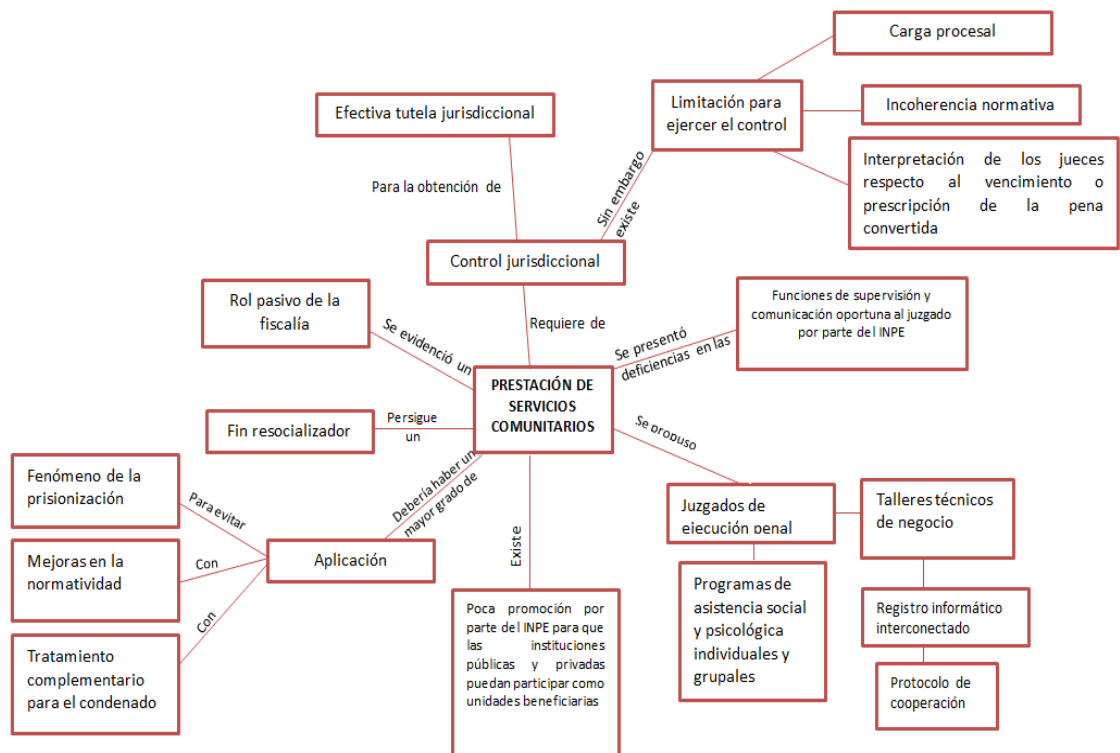 Carga procesal
Efectiva tutela jurisdiccional
Limitación para
ejercer el control
Incoherencia normativa
Interpretación de los jueces
respecto al vencimiento o
prescripción de la pena
convertida
Para la obtención de
Sin embargo
existe
Control jurisdiccional
Rol pasivo de la
fiscalía
Se evidenció un
Requiere de
Se presentó
deficiencias en las
Funciones de supervisión y
comunicación oportuna al juzgado
por parte del INPE
PRESTACIÓN DE
SERVICIOS
COMUNITARIOS
Fin resocializador
Persigue
un
Se propuso
Fenómeno de la
prisionización
Para evitar
Debería haber un
mayor grado de
Juzgados de
ejecución penal
Talleres técnicos
de negocio
Mejoras en la
normatividad
Con
Aplicación
Existe
Tratamiento
complementario
para el condenado
Con
Poca promoción por
parte del INPE para que
las instituciones
públicas y privadas
puedan participar como
unidades beneficiarias
Programas de
asistencia social
y psicológica
individuales y
grupales
Registro informático
interconectado
Protocolo de
cooperación